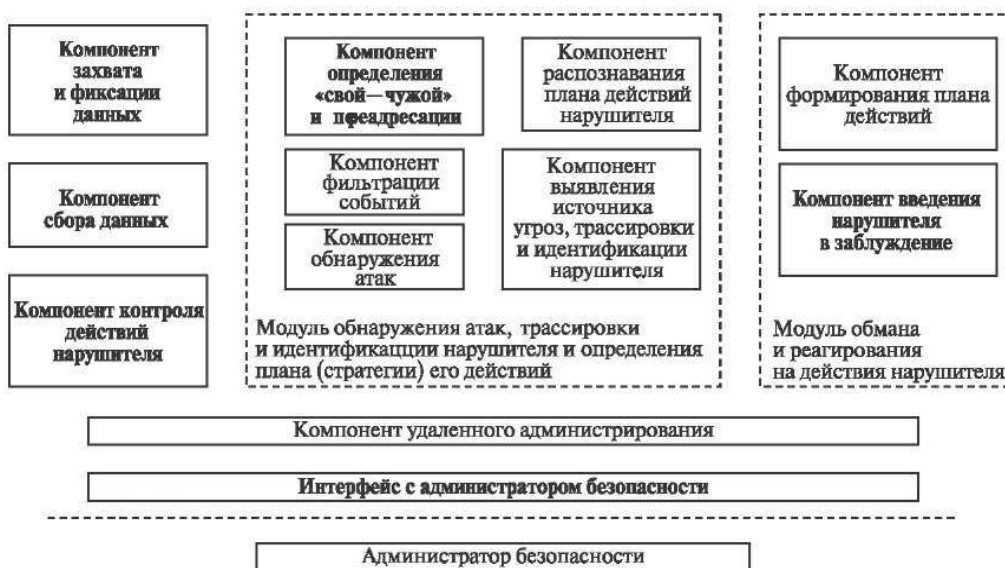 Компонент
захвата
и фиксации
данных
Компонент
сбора данных
Компонент контроля
действий
нарушителя
Компонент
определения
«свой—чужой»
и переадресации
Компонент
фильтрации
событий
Компонент
обнаружения
атак
Компонент
распознавания
плана действий
нарушителя
Компонент
выявления
источника
угроз, трассировки
и идентификации
нарушителя
Модуль обнаружения атак, трассировки
и идентификацции нарушителя и определения
плана (стратегии) его действий
Компонент
формирования плана
действий
Компонент введения
нарушителя
в заблуждение
Модуль обмана
и реагирования
на действия нарушителя
Компонент удаленного администрирования
Интерфейс с администратором безопасности
Администратор безопасности